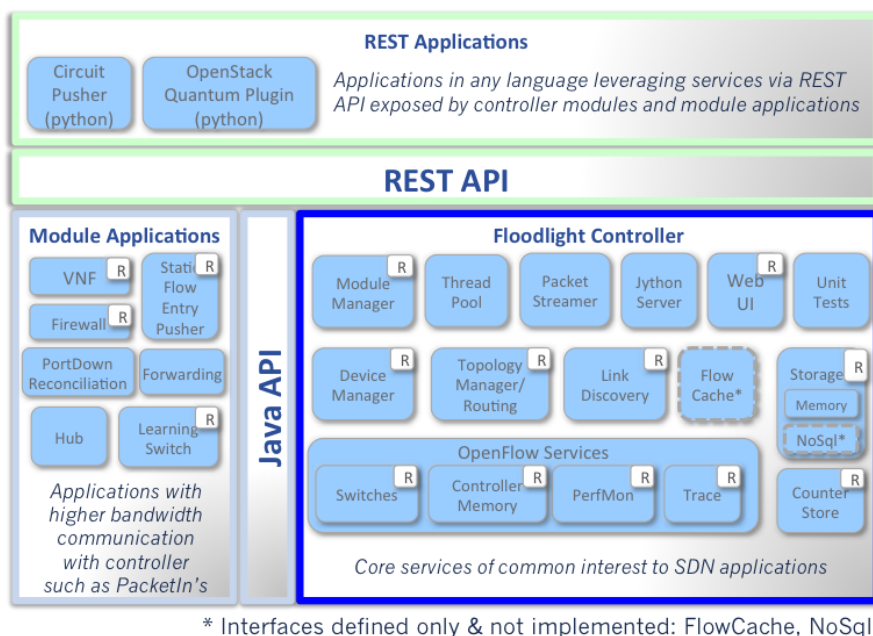 REST Applications
Circuit
Pusher
(python)
OpenStack
Quantum Plugin
(python)
Applications in any language leveraging services via REST
API exposed by controller modules and module applications
REST API
Module Applications
VNF
R
Static
Flow
Entry
Pusher
R
Firewall
R
PortDown
Reconciliation
Forwarding
Hub
Learning
Switch
R
Applications with
higher bandwidth
communication
with controller
such as PacketIn's
Java API
Floodlight Controller
Module
Manager
R
Thread
Pool
Packet
Streamer
Jython
Server
Web
UI
R
Unit
Tests
Device
Manager
R
Topology
Manager/
Routing
R
Link
Discovery
R
Flow
Cache*
Storage
R
Memory
NoSql*
OpenFlow Services
Switches
R
Controller
Memory
R
PerfMon
R
Trace
R
Counter
Store
R
Core services of common interest to SDN applications
* Interfaces defined only & not implemented: FlowCache, NoSql